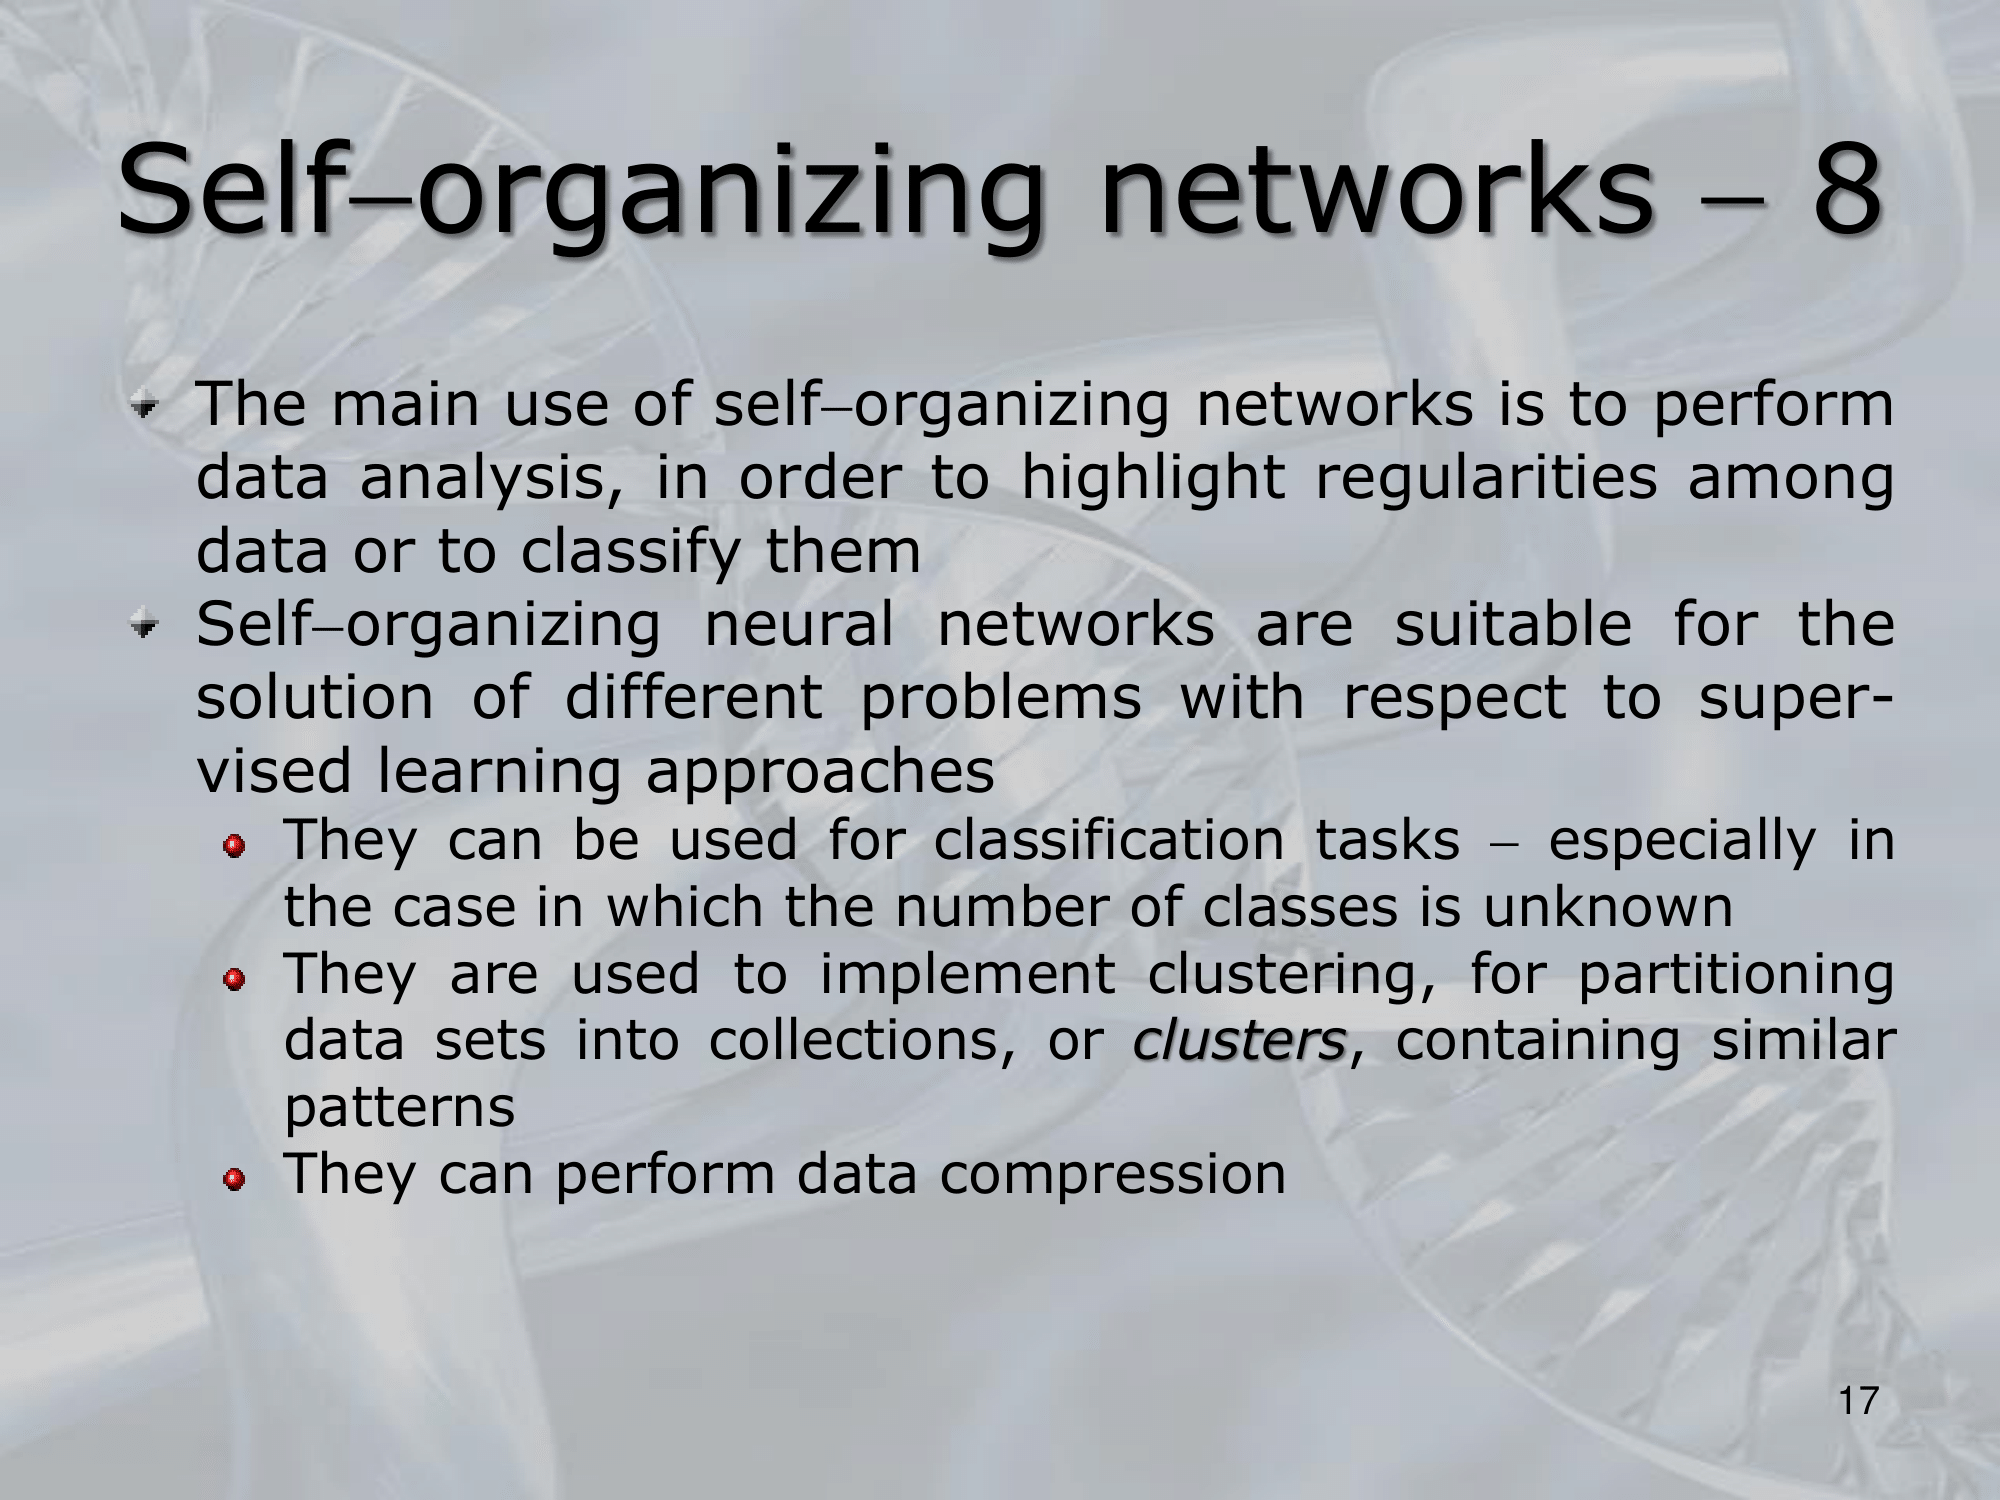 Self–organizing networks – 8
The main use of self–organizing networks is to perform
data analysis, in order to highlight regularities among
data or to classify them
Self–organizing neural networks are suitable for the
solution of different problems with respect to super-
vised learning approaches
They can be used for classification tasks – especially in
the case in which the number of classes is unknown
They are used to implement clustering, for partitioning
data sets into collections, or clusters, containing similar
patterns
They can perform data compression
17